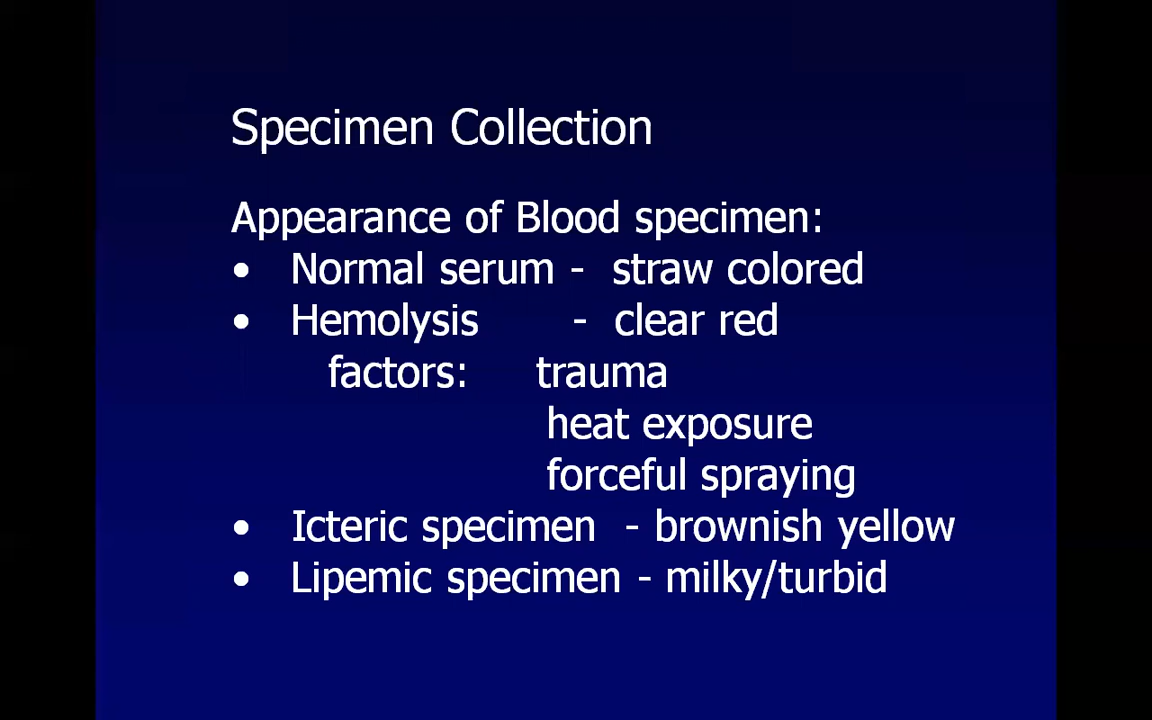 Specimen Collection
Appearance of Blood specimen:
• Normal serum - straw colored
• Hemolysis - clear red
factors: trauma
heat exposure
forceful spraying
• Icteric specimen - brownish yellow
• Lipemic specimen - milky/turbid